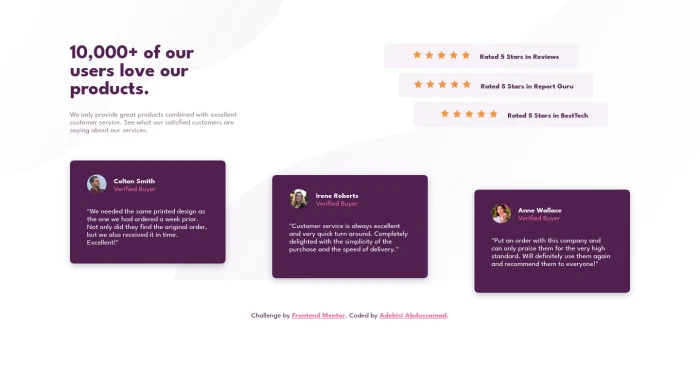 10,000+ of our
users love our
products.
We only provide great products combined with excellent
customer service. See what our satisfied customers are
saying about our services.
Rated 5 Stars in Reviews
Rated 5 Stars in Report Guru
Rated 5 Stars in BestTech
Colton Smith
Verified Buyer
"We needed the same printed design as
the one we had ordered a week prior.
Not only did they find the original order,
but we also received it in time.
Excellent!"
Irene Roberts
Verified Buyer
"Customer service is always excellent
and very quick turn around. Completely
delighted with the simplicity of the
purchase and the speed of delivery."
Anne Wallace
Verified Buyer
"Put an order with this company and
can only praise them for the very high
standard. Will definitely use them again
and recommend them to everyone!"
Challenge by Frontend Mentor. Coded by Adebisi Abdussamad.